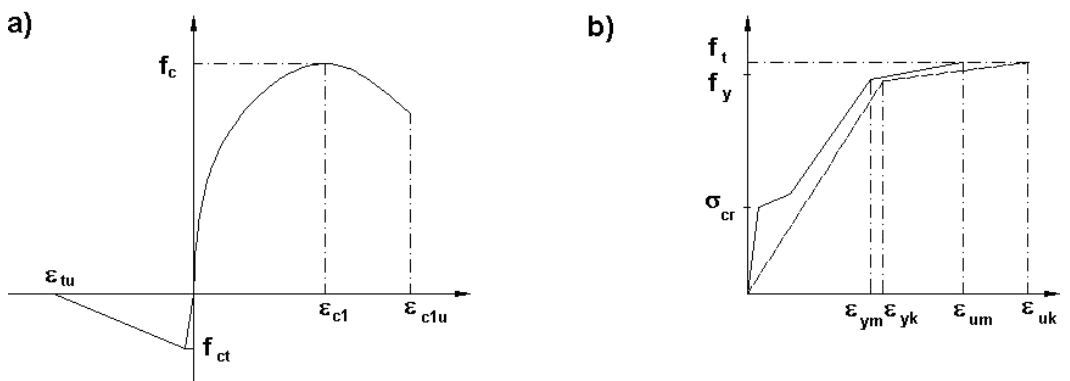 a)
f_c
ε_tu
f_ct
ε_c1
ε_c1u
b)
f_t
f_y
σ_cr
ε_ym
ε_yk
ε_um
ε_uk